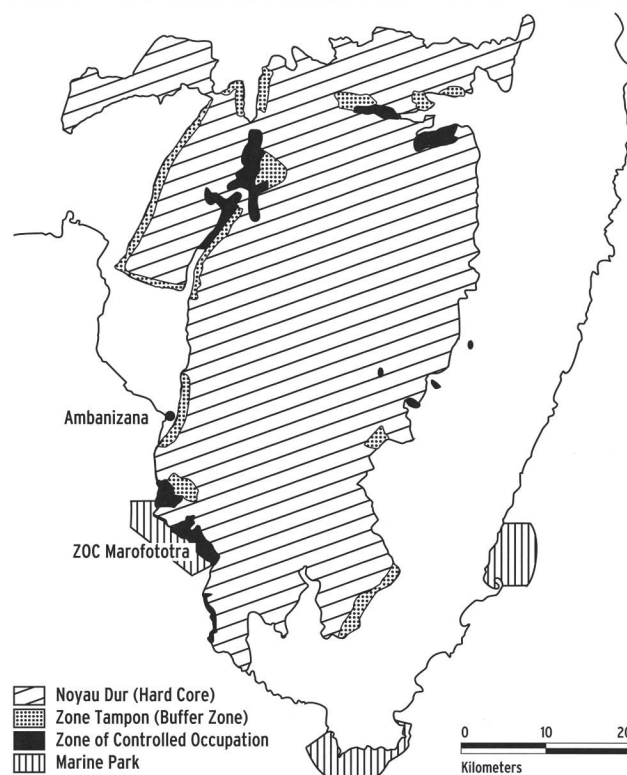 Ambanizana
ZOC Marofototra
Noyau Dur (Hard Core)
Zone Tampon (Buffer Zone)
Zone of Controlled Occupation
Marine Park
0 10 20
Kilometers